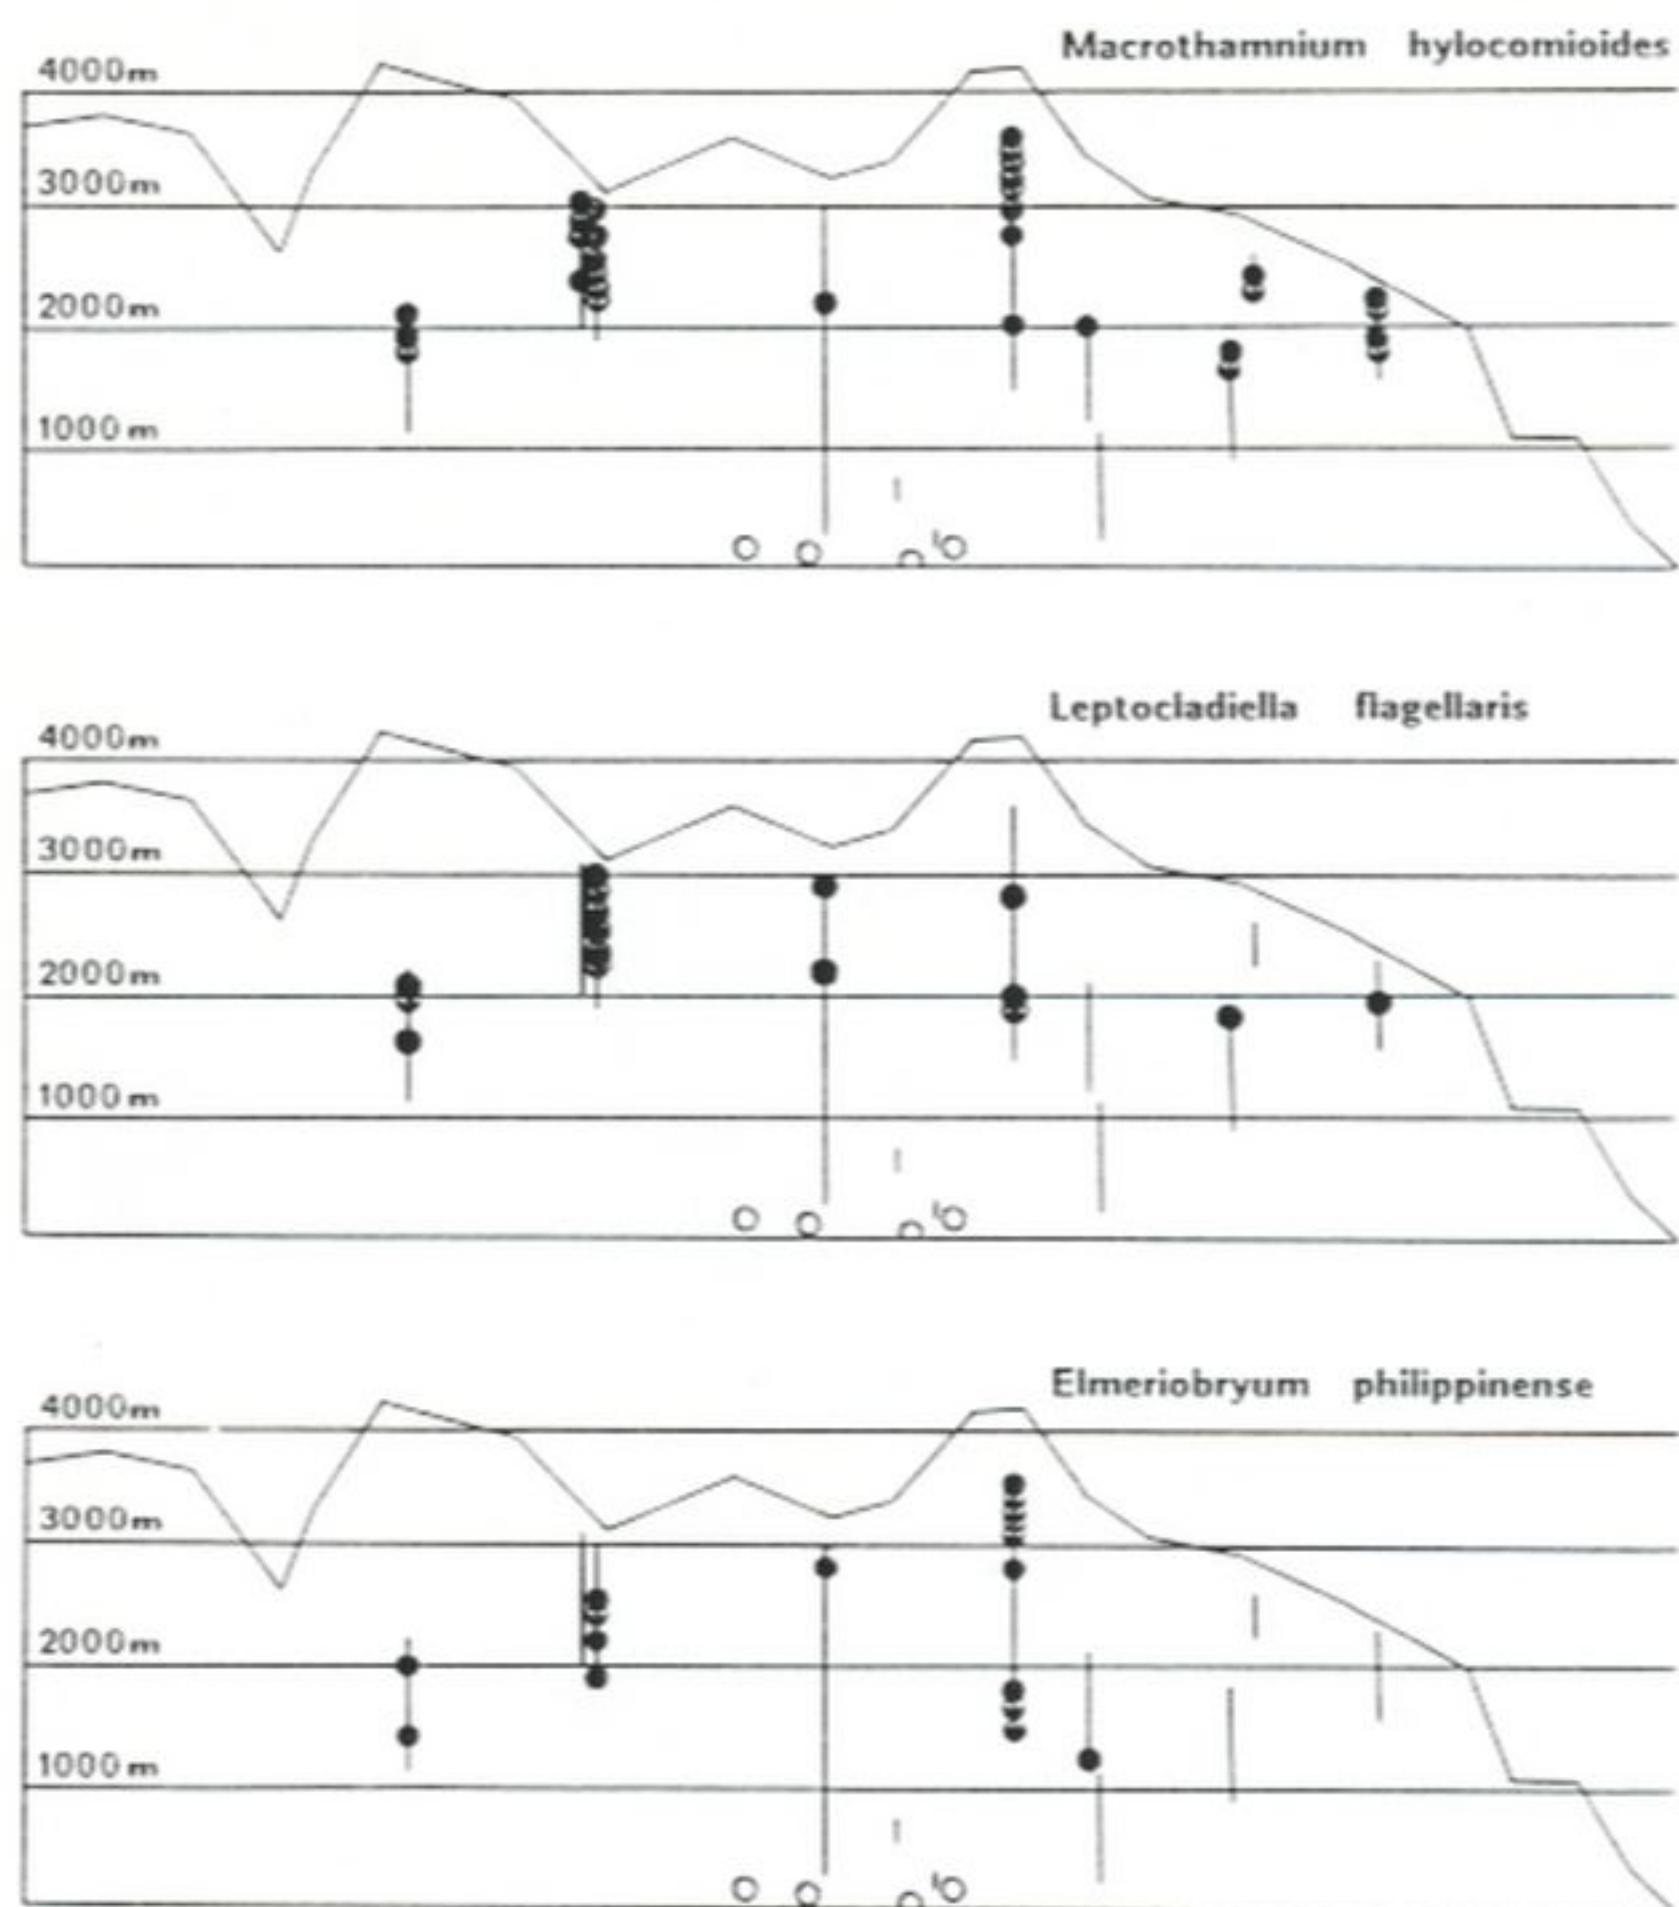 Macrothamnium hylocomioides
4000m
3000m
2000m
1000m
Leptocladiella flagellaris
4000m
3000m
2000m
1000m
Elmeriobryum philippinense
4000m
3000m
2000m
1000m